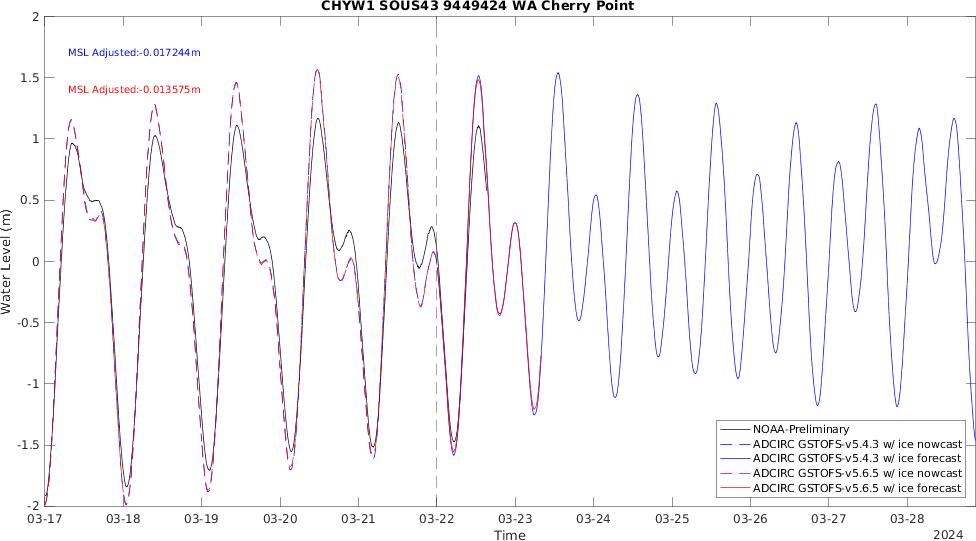 CHYW1 SOUS43 9449424 WA Cherry Point
MSL Adjusted:-0.017244m
MSL Adjusted:-0.013575m
Water Level (m)
2
1.5
1
0.5
0
-0.5
-1
-1.5
-2
NOAA-Preliminary
ADCIRC GSTOFS-v5.4.3 w/ ice nowcast
ADCIRC GSTOFS-v5.4.3 w/ ice forecast
ADCIRC GSTOFS-v5.6.5 w/ ice nowcast
ADCIRC GSTOFS-v5.6.5 w/ ice forecast
03-17 03-18 03-19 03-20 03-21 03-22 03-23 03-24 03-25 03-26 03-27 03-28
Time
2024